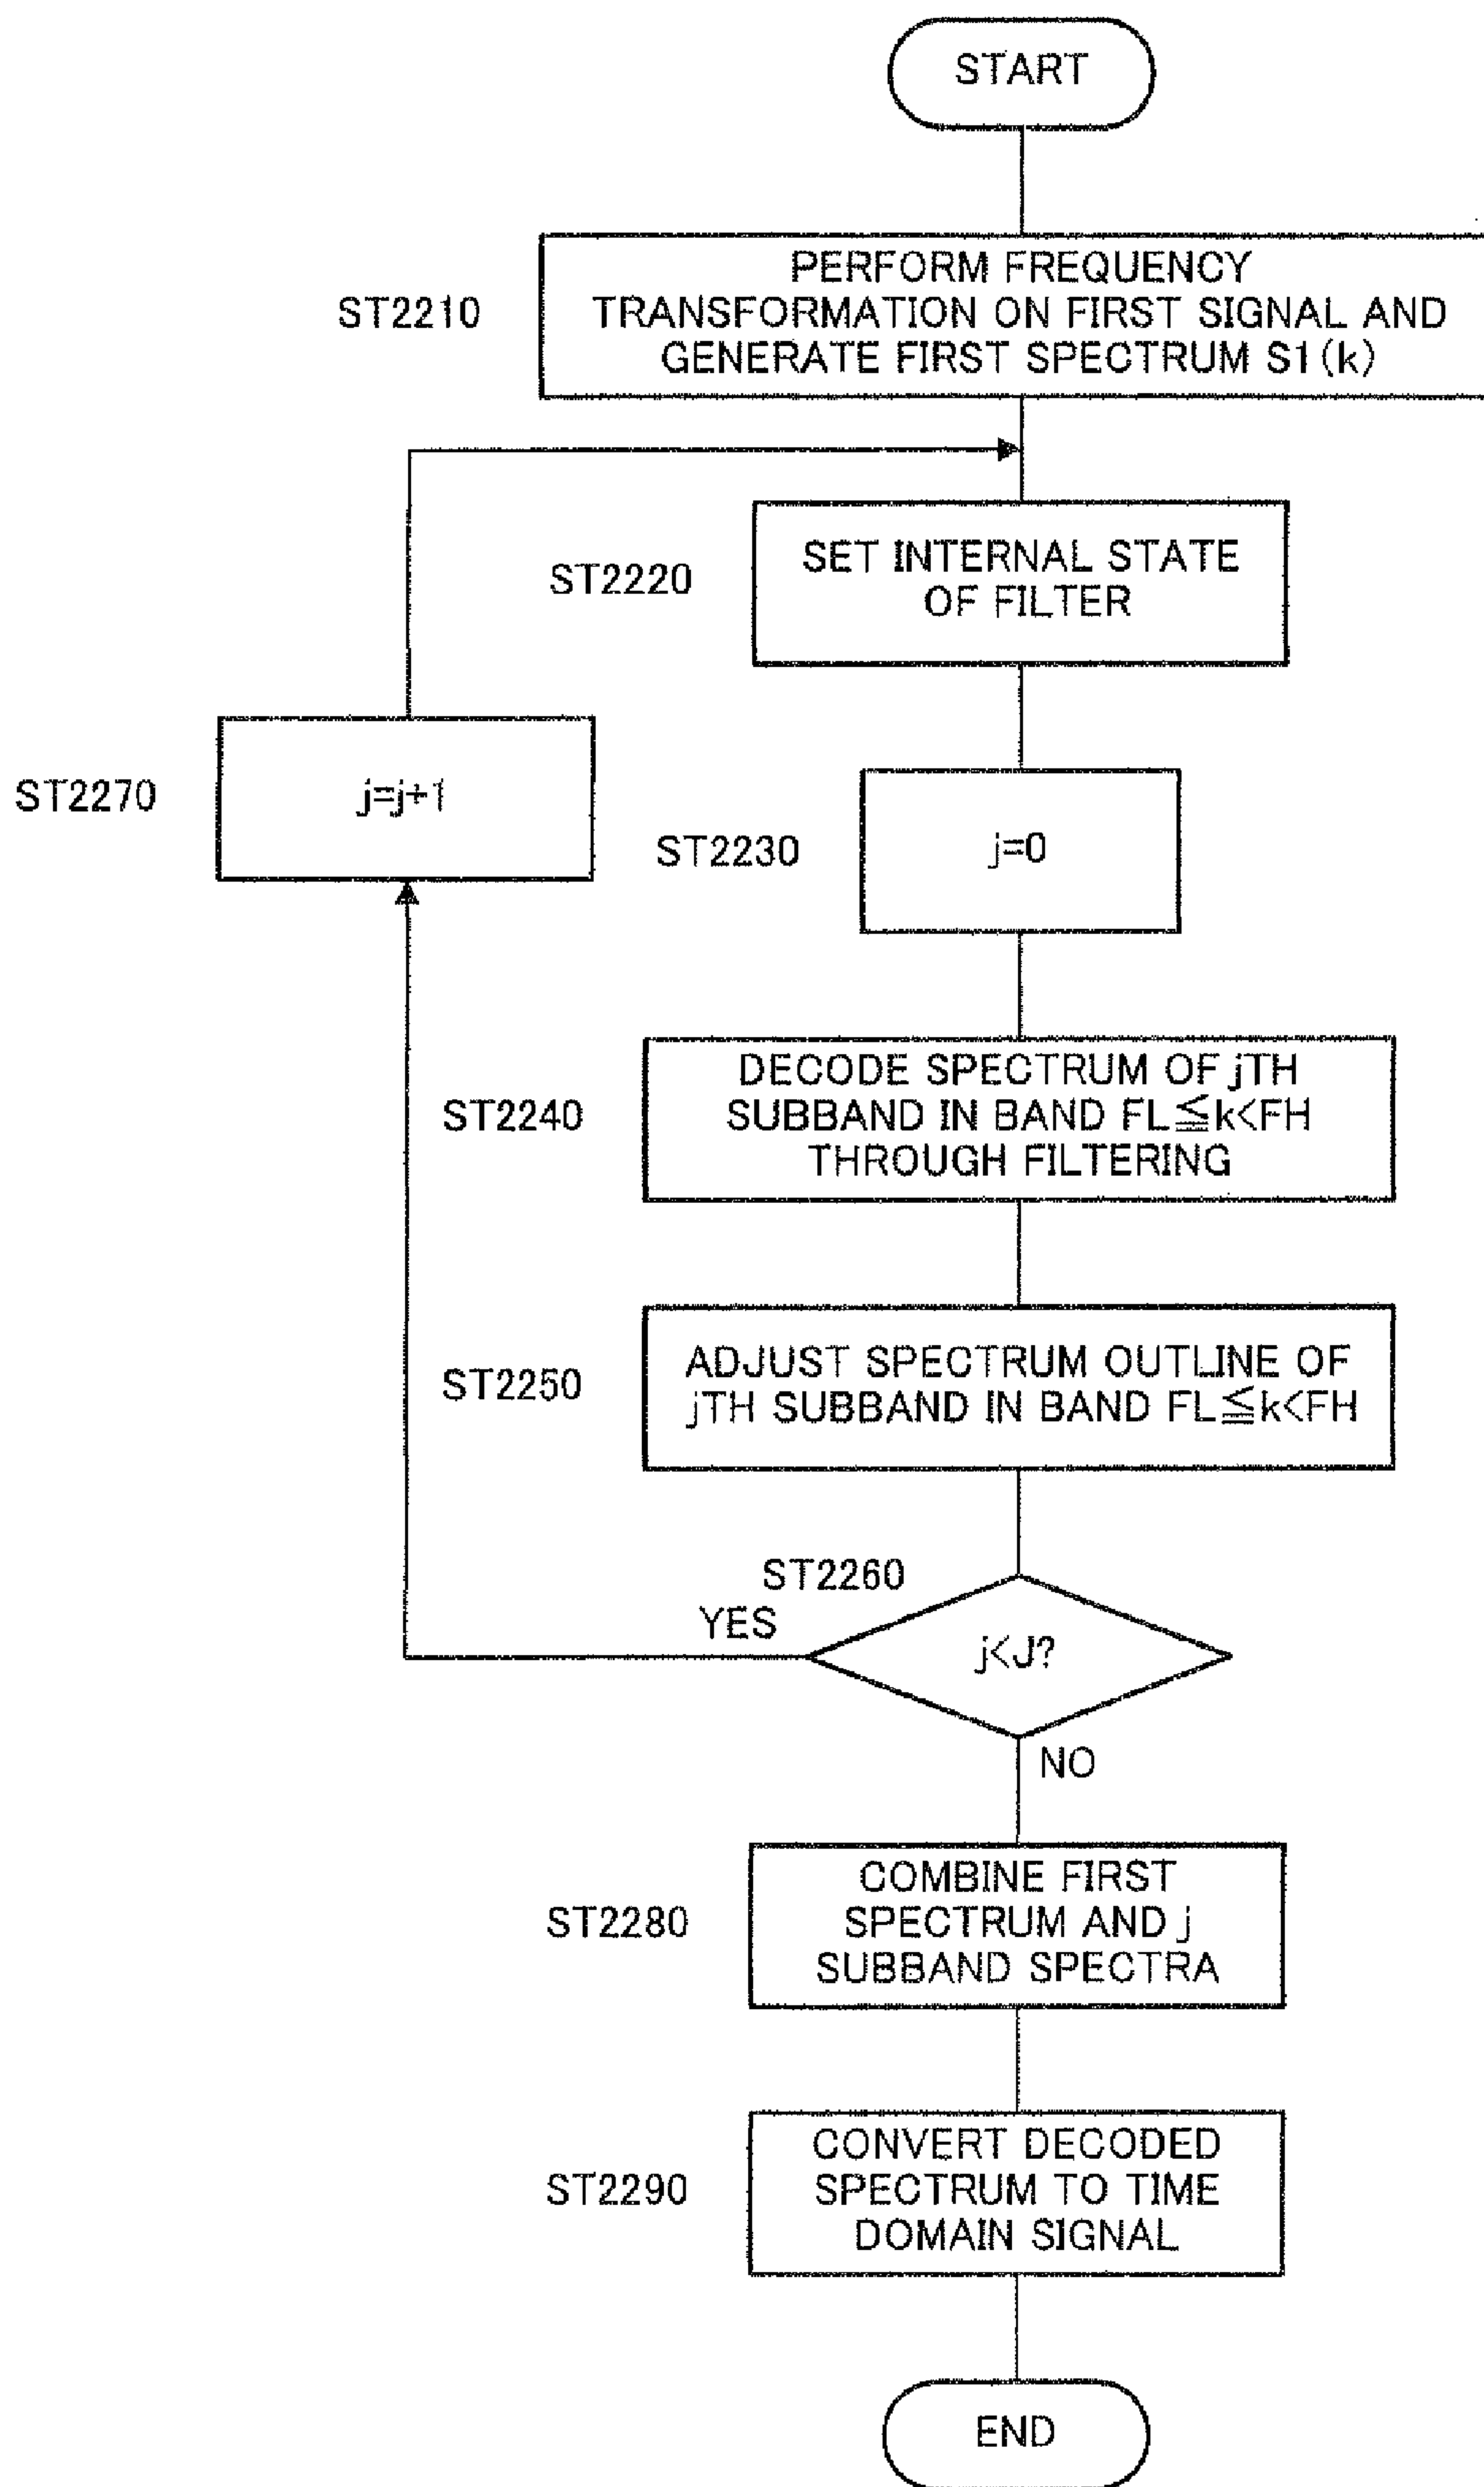 START
ST2210
PERFORM FREQUENCY
TRANSFORMATION ON FIRST SIGNAL AND
GENERATE FIRST SPECTRUM S1(k)
ST2220
SET INTERNAL STATE
OF FILTER
ST2270
j=j+1
ST2230
j=0
ST2240
DECODE SPECTRUM OF jTH
SUBBAND IN BAND FL≦k<FH
THROUGH FILTERING
ST2250
ADJUST SPECTRUM OUTLINE OF
jTH SUBBAND IN BAND FL≦k<FH
ST2260
YES
j<J?
NO
ST2280
COMBINE FIRST
SPECTRUM AND j
SUBBAND SPECTRA
ST2290
CONVERT DECODED
SPECTRUM TO TIME
DOMAIN SIGNAL
END